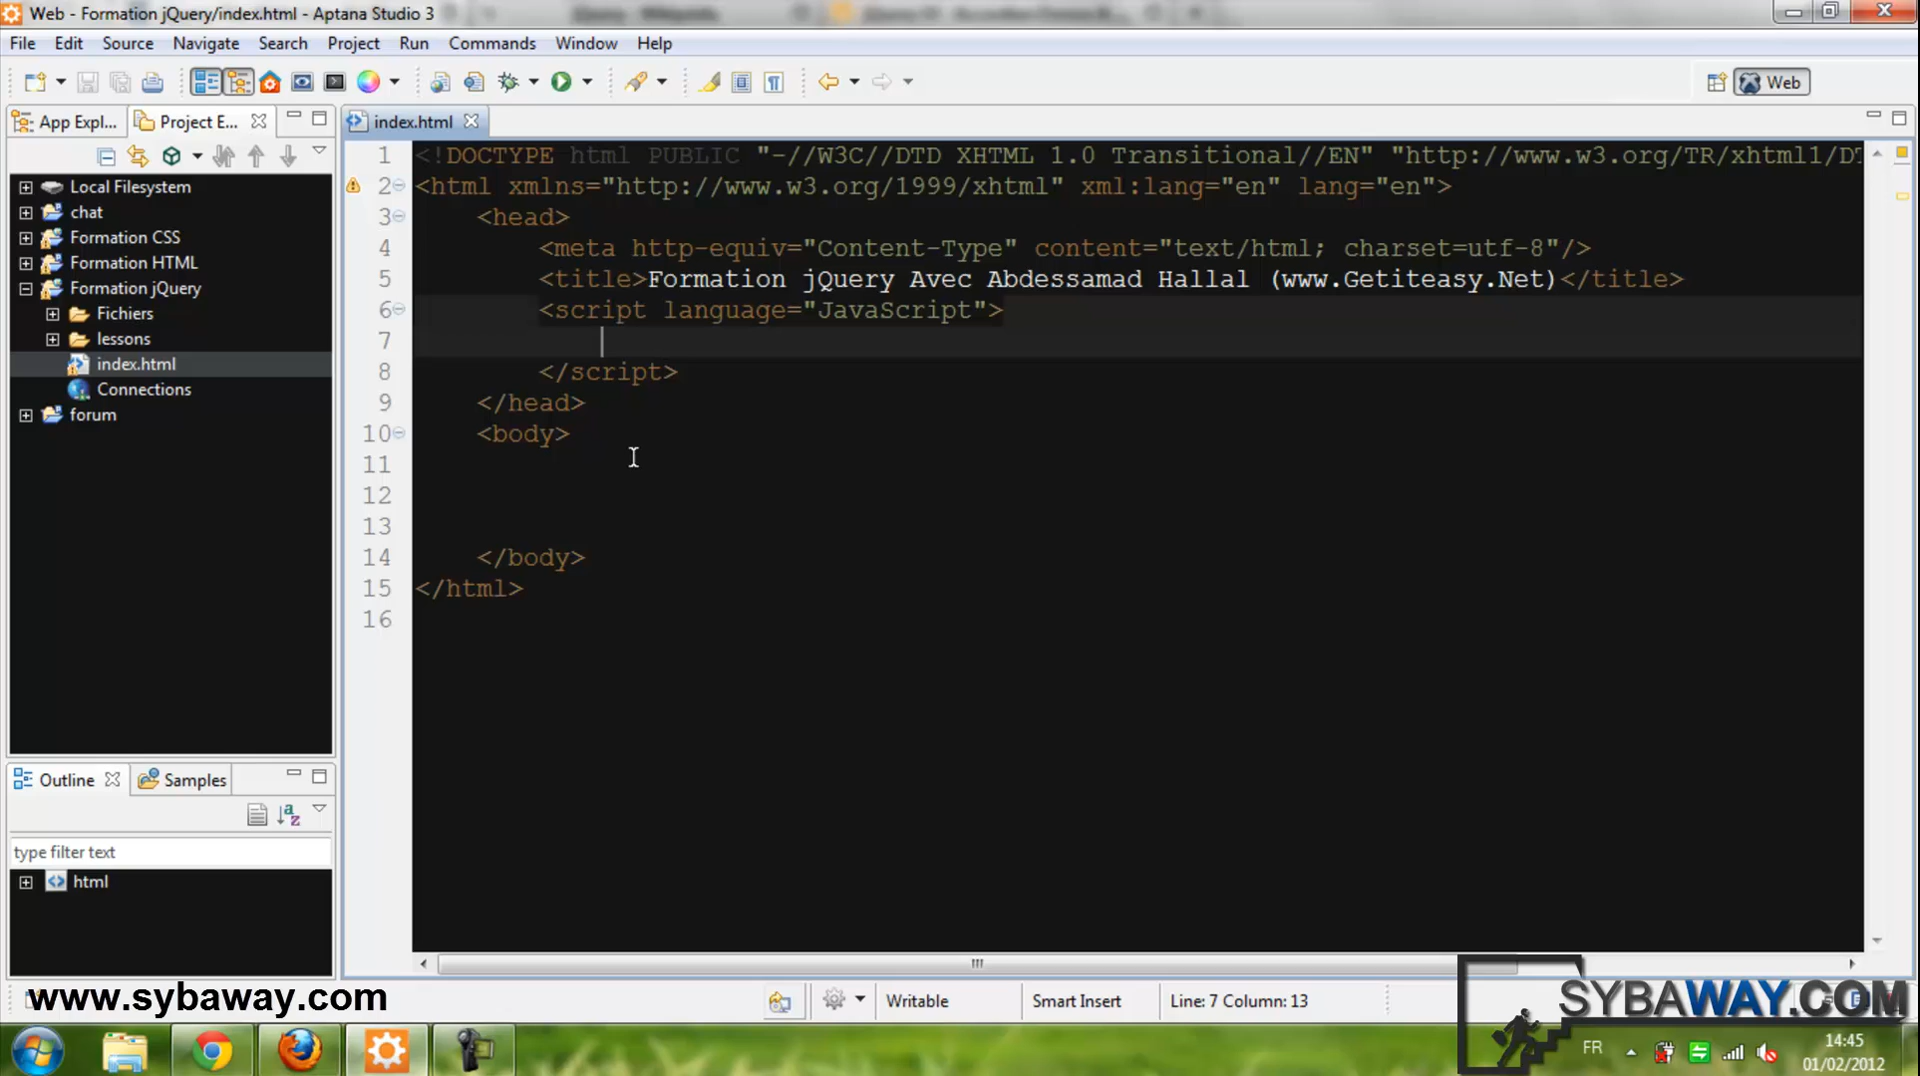 Web - Formation jQuery/index.html - Aptana Studio 3
File Edit Source Navigate Search Project Run Commands Window Help
Web
App Expl...
Project E...
index.html
Local Filesystem
chat
Formation CSS
Formation HTML
Formation jQuery
Fichiers
lessons
index.html
Connections
forum
1 <!DOCTYPE html PUBLIC "-//W3C//DTD XHTML 1.0 Transitional//EN" "http://www.w3.org/TR/xhtml1/DT
2 <html xmlns="http://www.w3.org/1999/xhtml" xml:lang="en" lang="en">
3 <head>
4 <meta http-equiv="Content-Type" content="text/html; charset=utf-8"/>
5 <title>Formation jQuery Avec Abdessamad Hallal (www.Getiteasy.Net)</title>
6 <script language="JavaScript">
7
8 </script>
9 </head>
10 <body>
11
12
13
14 </body>
15 </html>
16
Outline
Samples
type filter text
html
www.sybaway.com
Writable
Smart Insert
Line: 7 Column: 13
SYBAWAY.COM
FR
14:45
01/02/2012